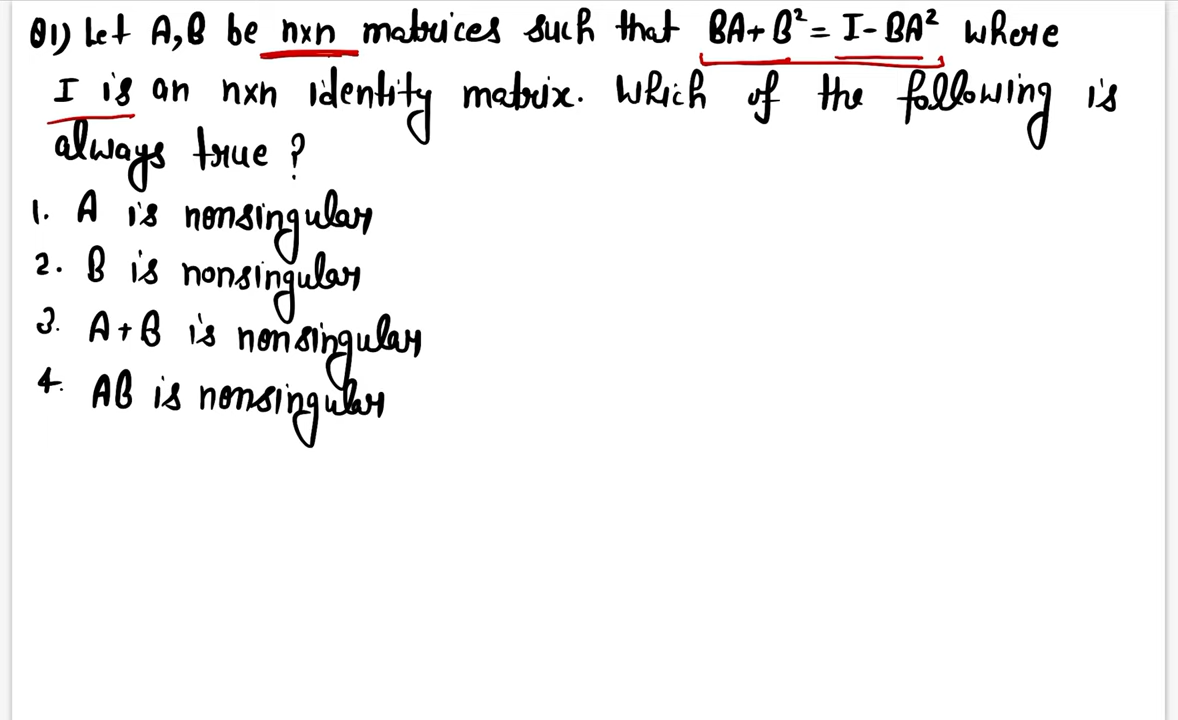 Q1) Let A,B be nxn matrices such that BA+B²= I-BA² where
I is an nxn identity matrix. Which of the following is
always true ?
1. A is nonsingular
2. B is nonsingular
3. A+B is nonsingular
4. AB is nonsingular